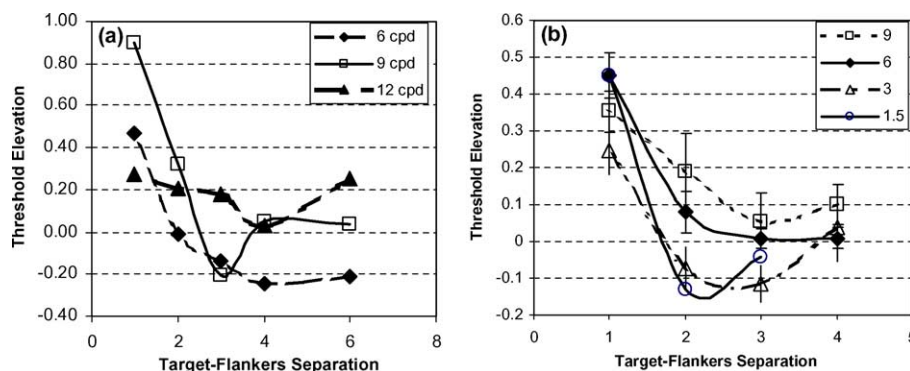 (a)
6 cpd
9 cpd
12 cpd
Threshold Elevation
1.00
0.80
0.60
0.40
0.20
0.00
-0.20
-0.40
0 2 4 6 8
Target-Flankers Separation
(b)
9
6
3
1.5
Threshold Elevation
0.6
0.5
0.4
0.3
0.2
0.1
0
-0.1
-0.2
0 1 2 3 4 5
Target-Flankers Separation